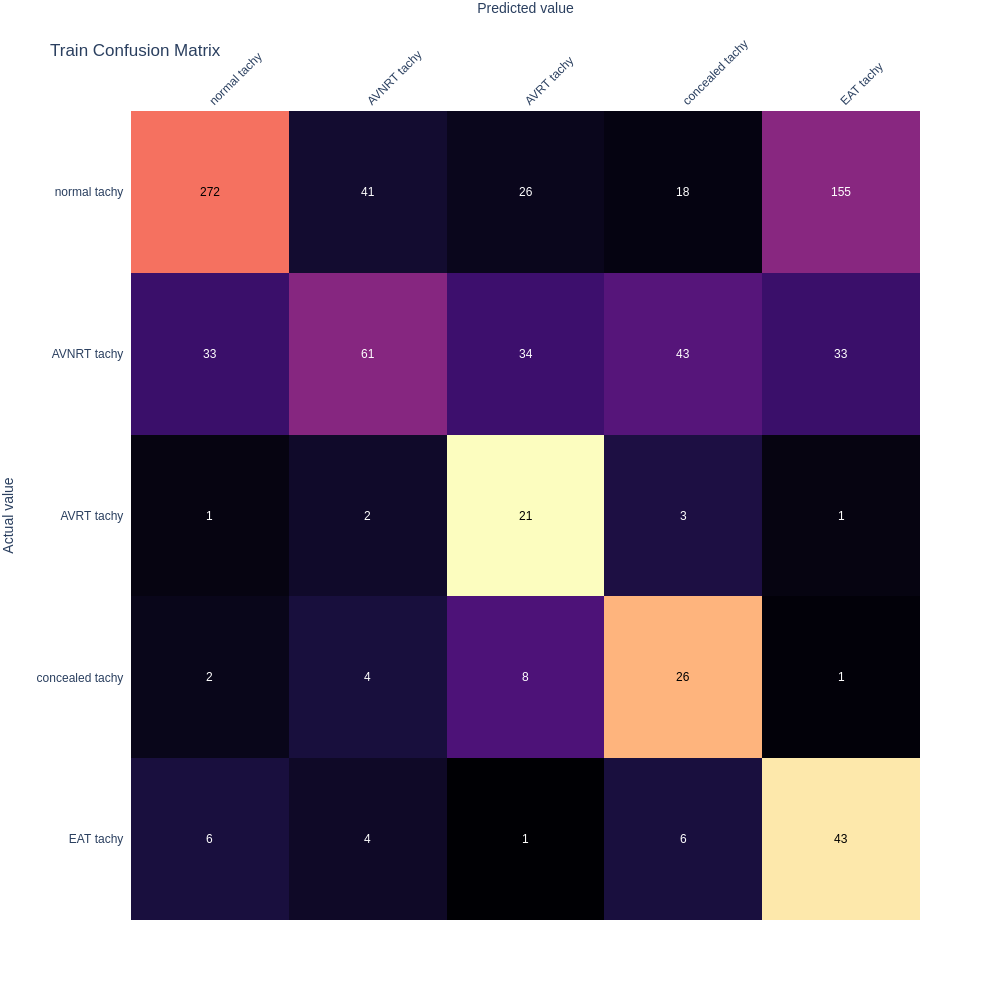 Predicted value
Train Confusion Matrix
normal tachy
AVNRT tachy
AVRT tachy
concealed tachy
EAT tachy
normal tachy
272
41
26
18
155
AVNRT tachy
33
61
34
43
33
Actual value
AVRT tachy
1
2
21
3
1
concealed tachy
2
4
8
26
1
EAT tachy
6
4
1
6
43